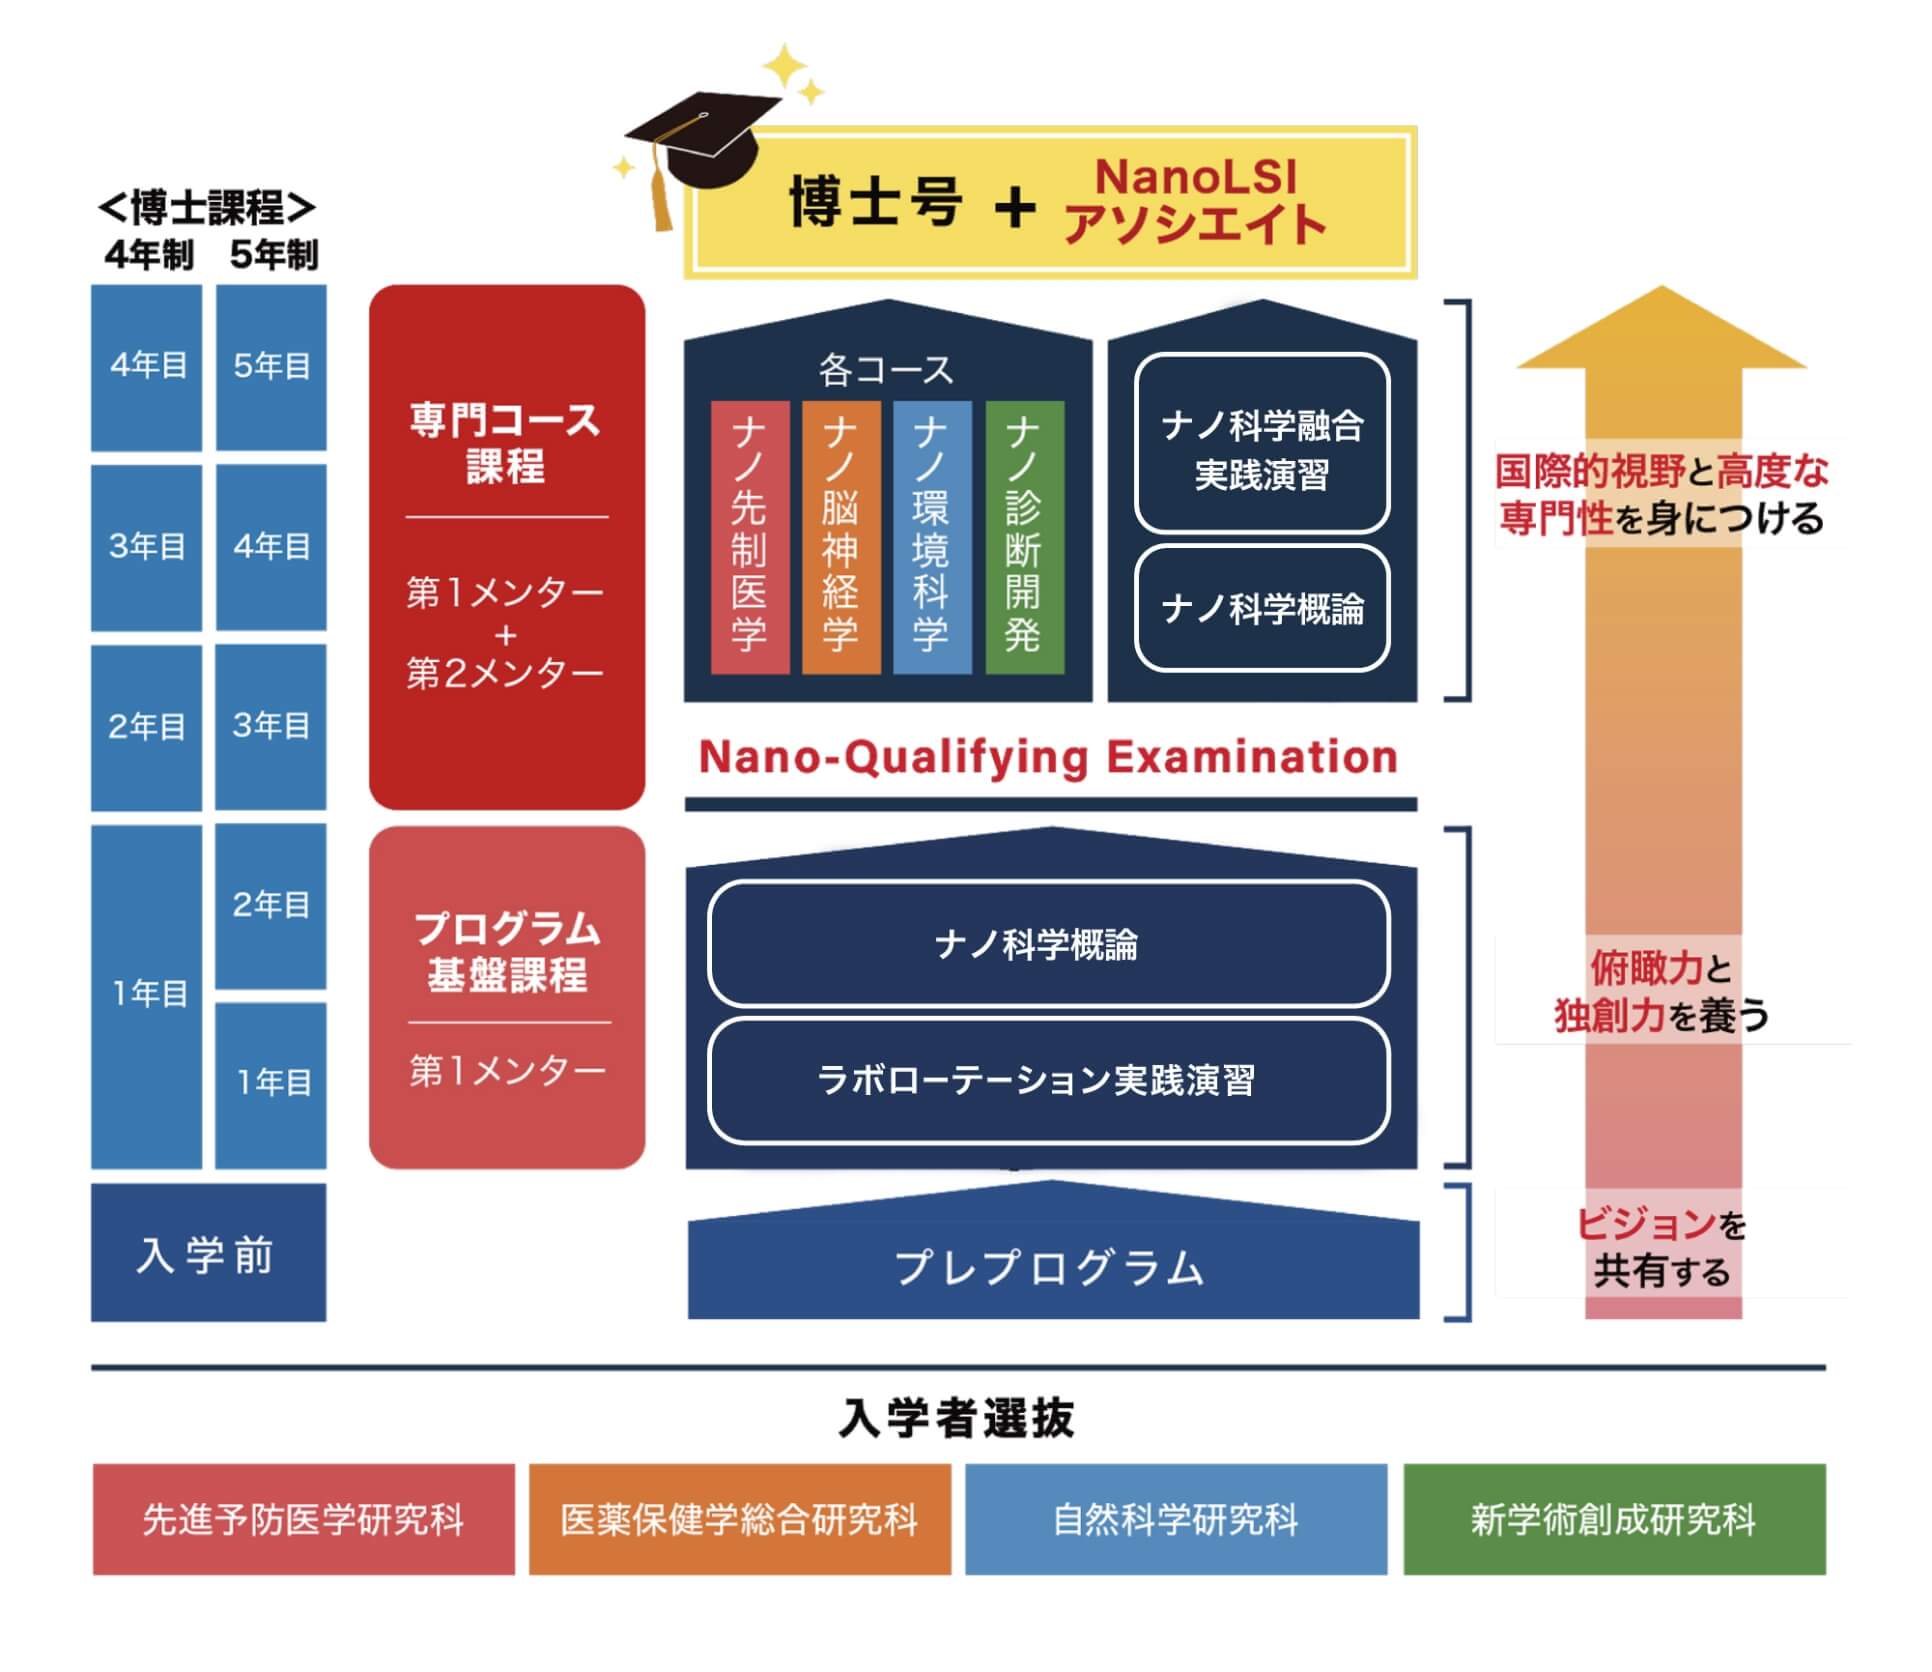 博士号 + NanoLSI
アソシエイト
＜博士課程＞
4年制 5年制
4年目
3年目
2年目
1年目
5年目
4年目
3年目
2年目
1年目
入学前
専門コース
課程
第1メンター
+
第2メンター
プログラム
基盤課程
第1メンター
各コース
ナノ先制医学
ナノ脳神経学
ナノ環境科学
ナノ診断開発
ナノ科学融合
実践演習
ナノ科学概論
Nano-Qualifying Examination
ナノ科学概論
ラボローテーション実践演習
プレプログラム
国際的視野と高度な
専門性を身につける
俯瞰力と
独創力を養う
ビジョンを
共有する
入学者選抜
先進予防医学研究科
医薬保健学総合研究科
自然科学研究科
新学術創成研究科